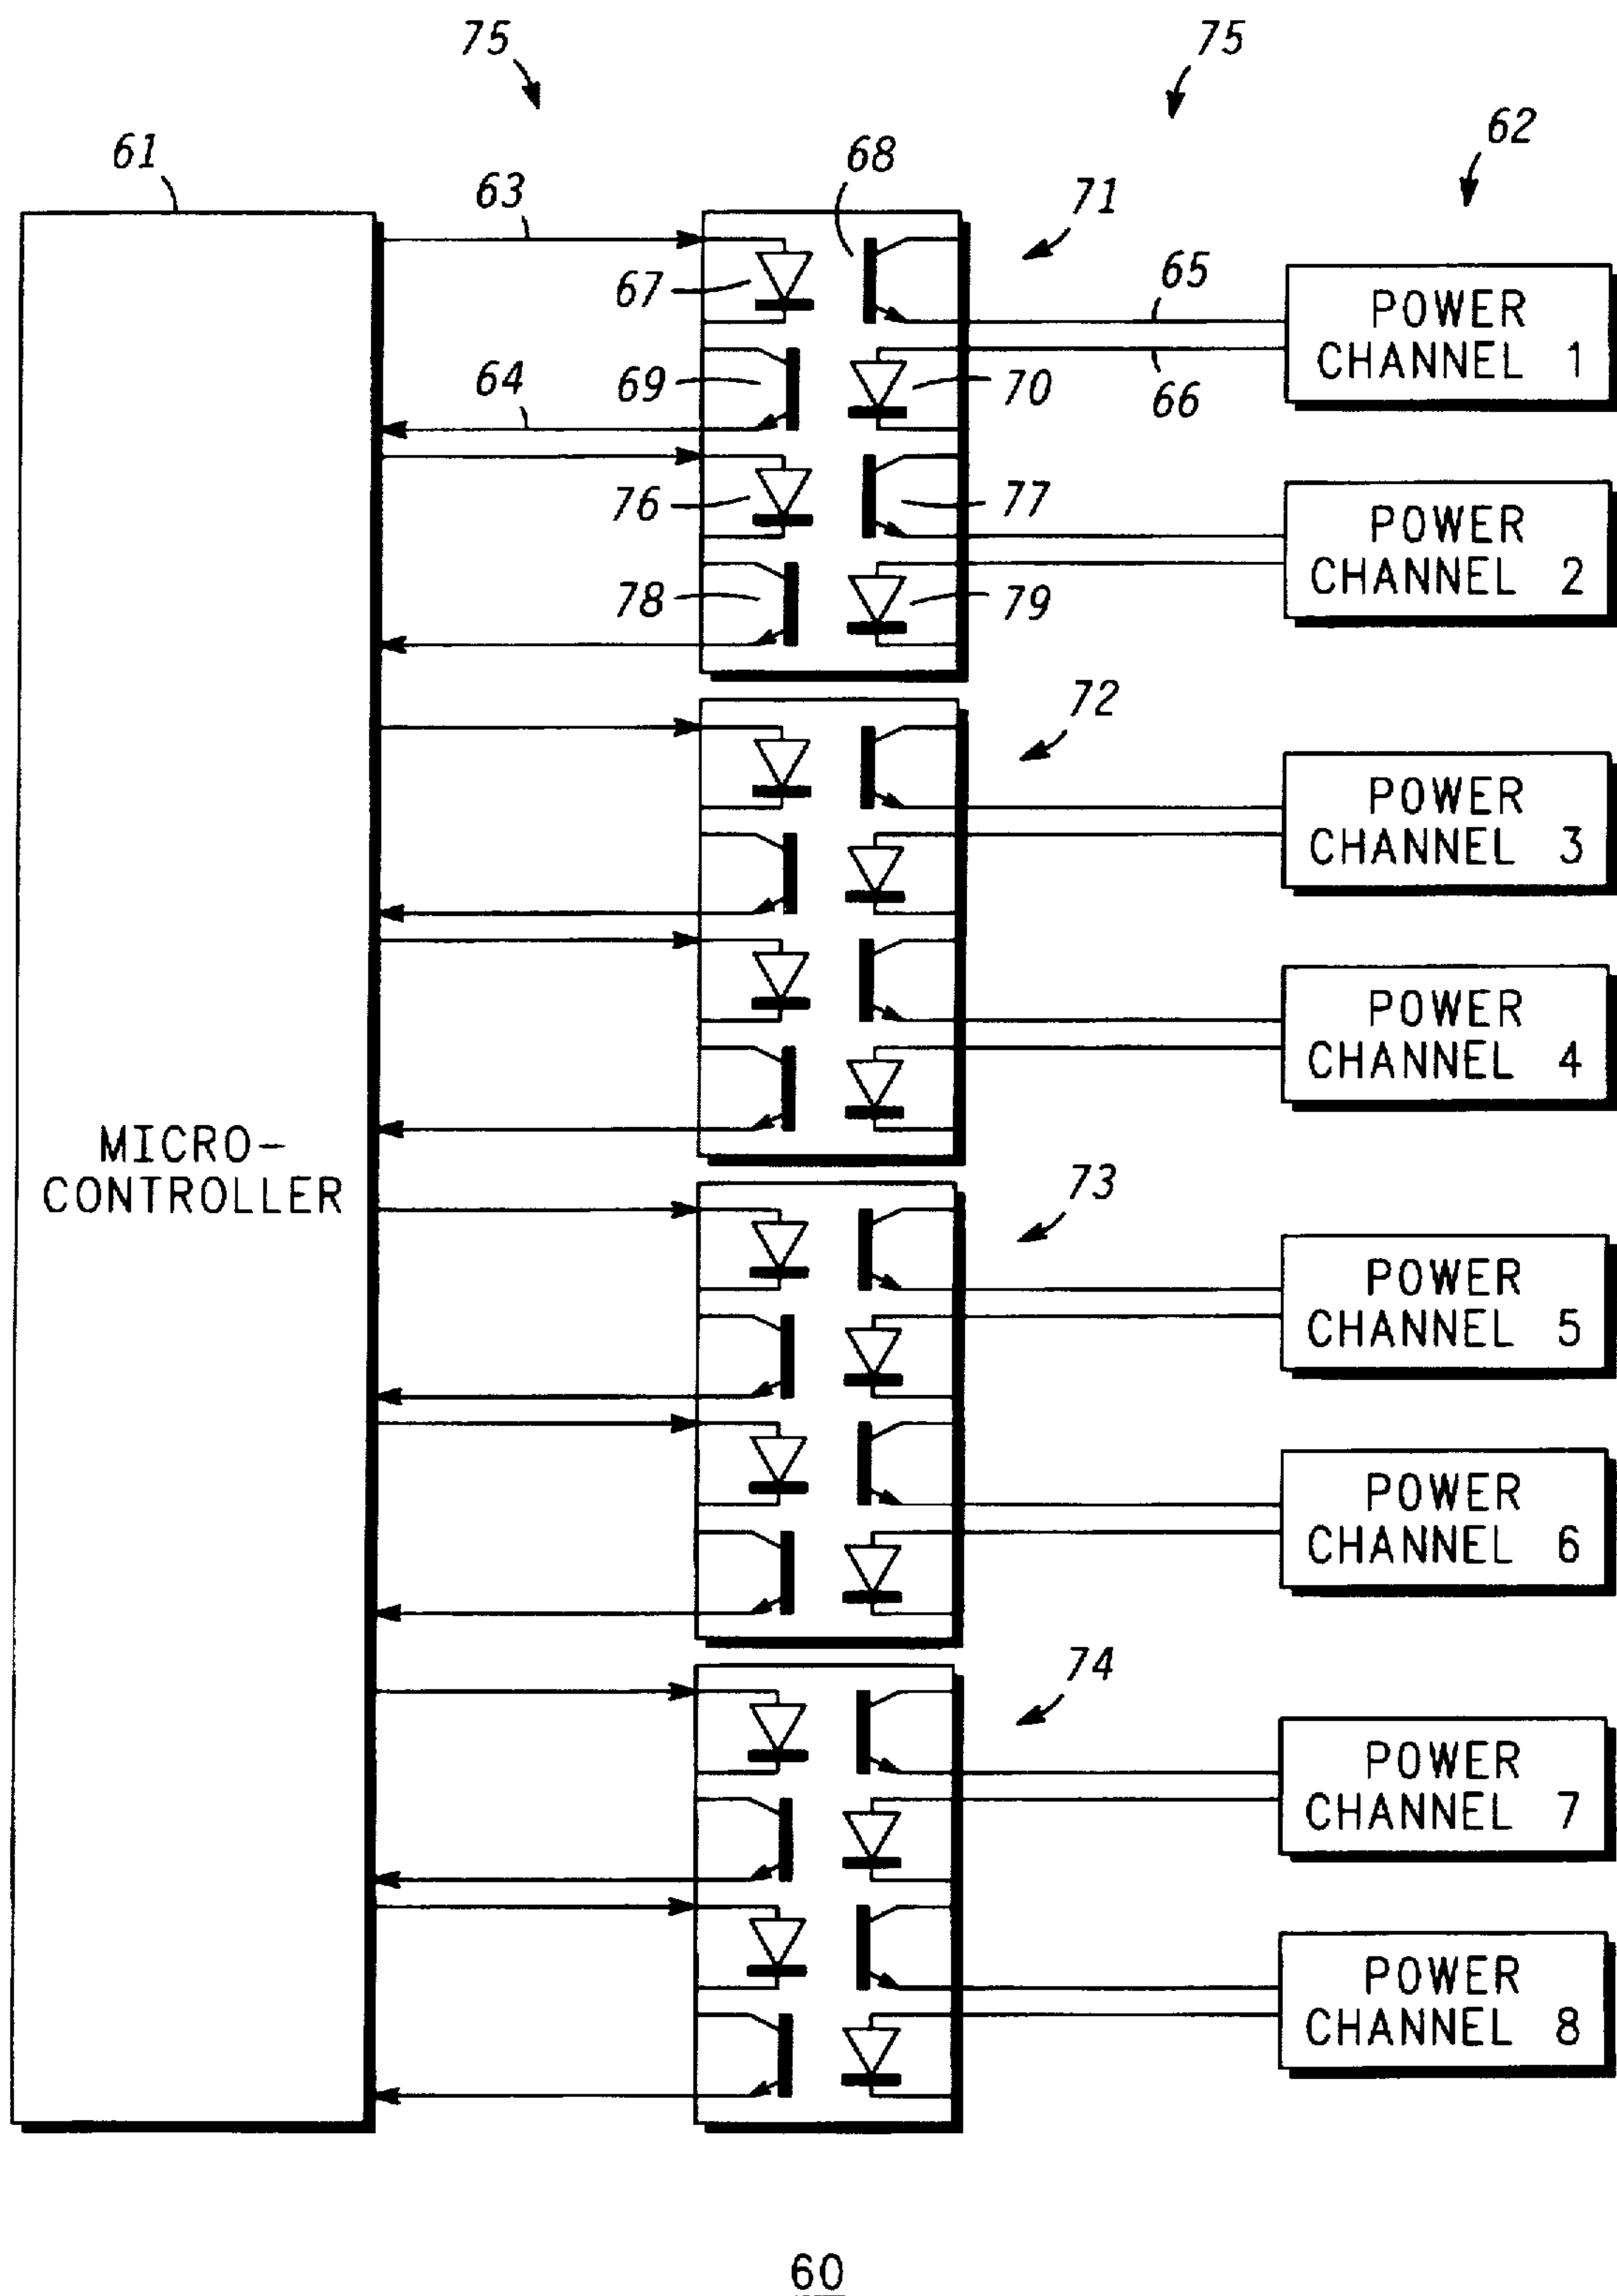 75 75
62
61
68
63
71
67
65
POWER
CHANNEL 1
64
69
70
66
76
77
POWER
CHANNEL 2
78
79
72
POWER
CHANNEL 3
POWER
CHANNEL 4
MICRO-
CONTROLLER
73
POWER
CHANNEL 5
POWER
CHANNEL 6
74
POWER
CHANNEL 7
POWER
CHANNEL 8
60